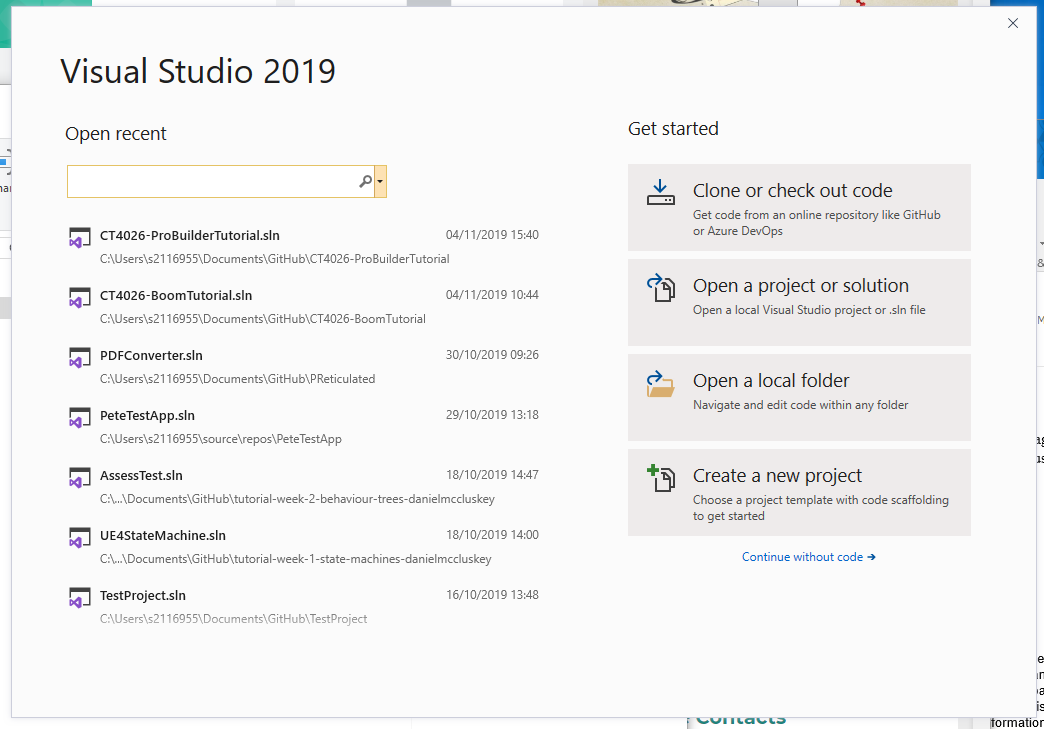 Visual Studio 2019
Open recent
CT4026-ProBuilderTutorial.sln 04/11/2019 15:40
C:\Users\s2116955\Documents\GitHub\CT4026-ProBuilderTutorial
CT4026-BoomTutorial.sln 04/11/2019 10:44
C:\Users\s2116955\Documents\GitHub\CT4026-BoomTutorial
PDFConverter.sln 30/10/2019 09:26
C:\Users\s2116955\Documents\GitHub\PReticulated
PeteTestApp.sln 29/10/2019 13:18
C:\Users\s2116955\source\repos\PeteTestApp
AssessTest.sln 18/10/2019 14:47
C:\...\Documents\GitHub\tutorial-week-2-behaviour-trees-danielmccluskey
UE4StateMachine.sln 18/10/2019 14:00
C:\...\Documents\GitHub\tutorial-week-1-state-machines-danielmccluskey
TestProject.sln 16/10/2019 13:48
C:\Users\s2116955\Documents\GitHub\TestProject
Get started
Clone or check out code
Get code from an online repository like GitHub
or Azure DevOps
Open a project or solution
Open a local Visual Studio project or .sln file
Open a local folder
Navigate and edit code within any folder
Create a new project
Choose a project template with code scaffolding
to get started
Continue without code
Contacts
formation